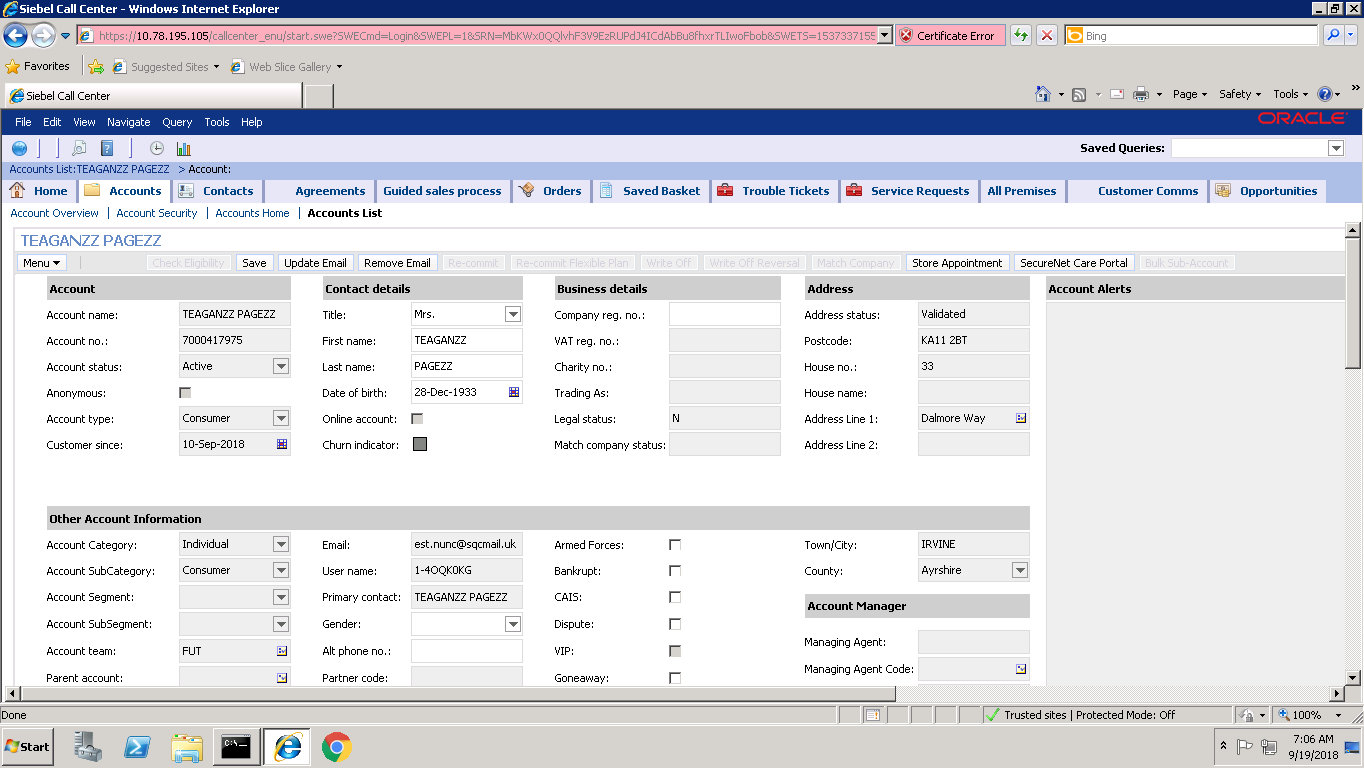 Siebel Call Center - Windows Internet Explorer
https://10.78.195.105/callcenter_enu/start.swe?SWECmd=Login&SWEPL=1&SRN=MbKWx0QQlvhF3V9EzRUPdJ4ICdAbBu8fhxrTLIwoFbob&SWETS=1537337155 Certificate Error Bing
Favorites Suggested Sites Web Slice Gallery
Siebel Call Center Page Safety Tools
File Edit View Navigate Query Tools Help ORACLE
Saved Queries:
Accounts List:TEAGANZZ PAGEZZ > Account:
Home Accounts Contacts Agreements Guided sales process Orders Saved Basket Trouble Tickets Service Requests All Premises Customer Comms Opportunities
Account Overview | Account Security | Accounts Home | Accounts List
TEAGANZZ PAGEZZ
Menu Check Eligibility Save Update Email Remove Email Re-commit Re-commit Flexible Plan Write Off Write Off Reversal Match Company Store Appointment SecureNet Care Portal Bulk Sub-Account
Account Contact details Business details Address Account Alerts
Account name: TEAGANZZ PAGEZZ Title: Mrs. Company reg. no.: Address status: Validated
Account no.: 7000417975 First name: TEAGANZZ VAT reg. no.: Postcode: KA11 2BT
Account status: Active Last name: PAGEZZ Charity no.: House no.: 33
Anonymous: Date of birth: 28-Dec-1933 Trading As: House name:
Account type: Consumer Online account: Legal status: N Address Line 1: Dalmore Way
Customer since: 10-Sep-2018 Churn indicator: Match company status: Address Line 2:
Other Account Information
Account Category: Individual Email: est.nunc@sqcmail.uk Armed Forces: Town/City: IRVINE
Account SubCategory: Consumer User name: 1-4OQK0KG Bankrupt: County: Ayrshire
Account Segment: Primary contact: TEAGANZZ PAGEZZ CAIS: Account Manager
Account SubSegment: Gender: Dispute:
Account team: FUT Alt phone no.: VIP: Managing Agent:
Parent account: Partner code: Goneaway: Managing Agent Code:
Done Trusted sites | Protected Mode: Off 100%
Start 7:06 AM
9/19/2018